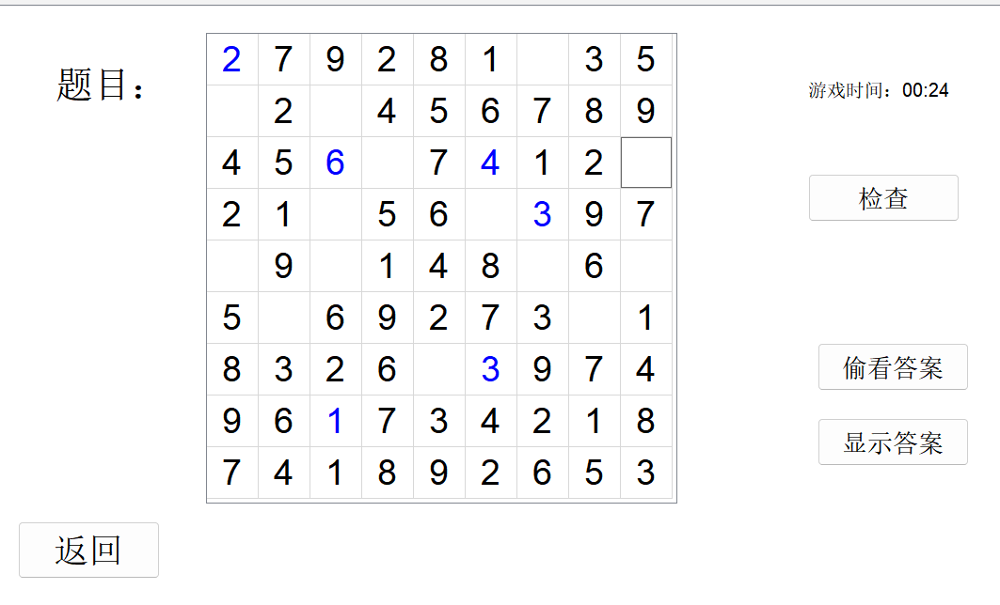 题目：
2 7 9 2 8 1 3 5
游戏时间：00:24
2 4 5 6 7 8 9
4 5 6 7 4 1 2
检查
2 1 5 6 3 9 7
9 1 4 8 6
5 6 9 2 7 3 1
8 3 2 6 3 9 7 4
偷看答案
9 6 1 7 3 4 2 1 8
显示答案
7 4 1 8 9 2 6 5 3
返回